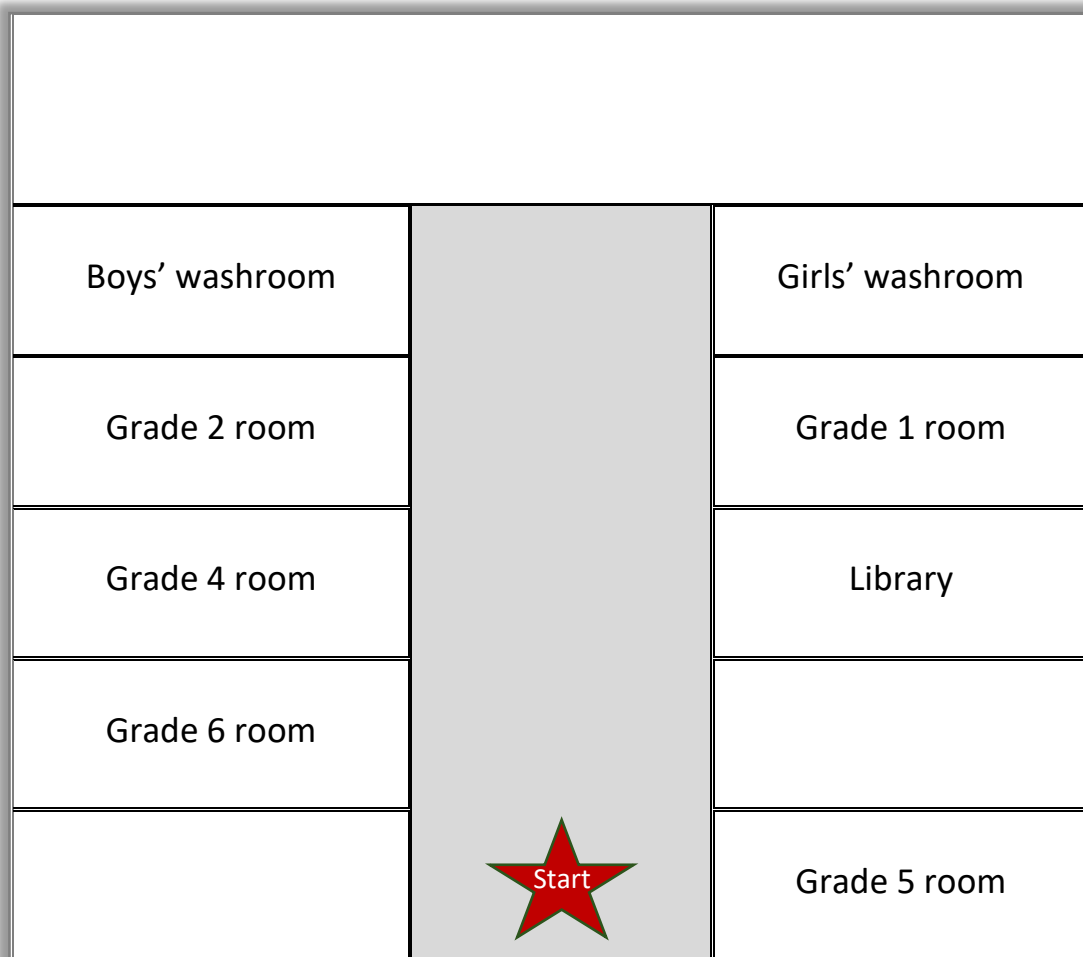 Boys’ washroom
Girls’ washroom
Grade 2 room
Grade 1 room
Grade 4 room
Library
Grade 6 room
Start
Grade 5 room